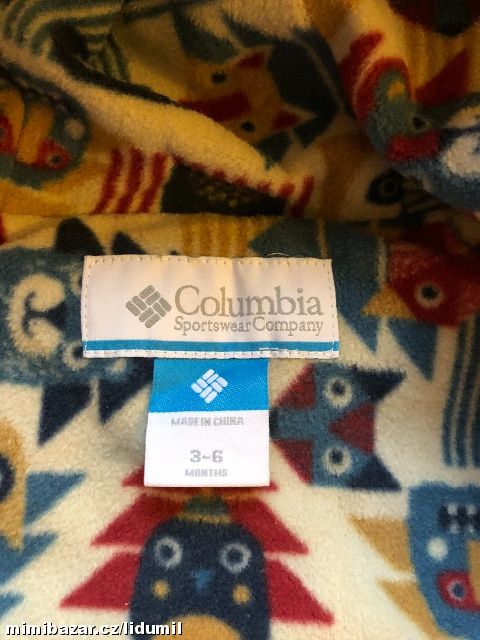 Columbia
Sportswear Company
MADE IN CHINA
3-6
MONTHS
mimibazar.cz/lidumil